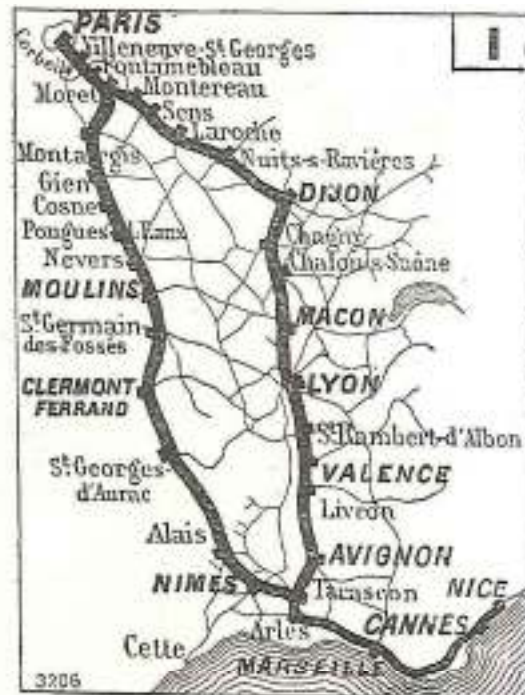 PARIS
Villeneuve-St Georges
Corbeil
Fontainebleau
Moret
Montereau
Sens
Laroche
Nuits-s-Ravières
Montargis
Gien
Cosne
Pougues-l.Eaux
Nevers
MOULINS
St Germain
des-Fossés
CLERMONT
FERRAND
St Georges-
d'Aurac
Alais
NIMES
Cette
DIJON
Chagny
Chalon-s-Saône
MACON
LYON
St Rambert-d'Albon
VALENCE
Livron
AVIGNON
Tarascon
Arles
NICE
CANNES
MARSEILLE
3206